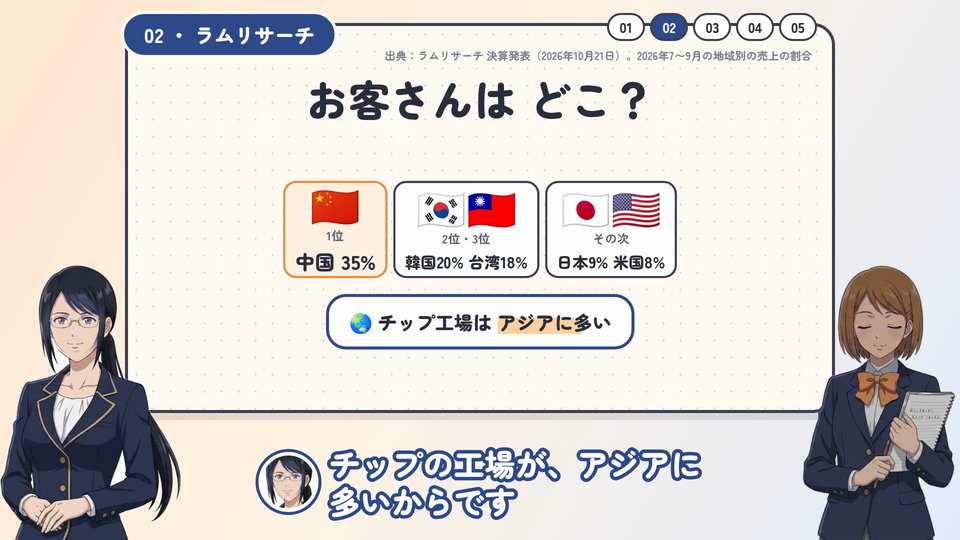 02 ・ ラムリサーチ
01 02 03 04 05
出典：ラムリサーチ 決算発表（2026年10月21日）。2026年7〜9月の地域別の売上の割合
お客さんは どこ？
1位
中国 35%
2位・3位
韓国20% 台湾18%
その次
日本9% 米国8%
チップ工場は アジアに多い
チップの工場が、アジアに
多いからです